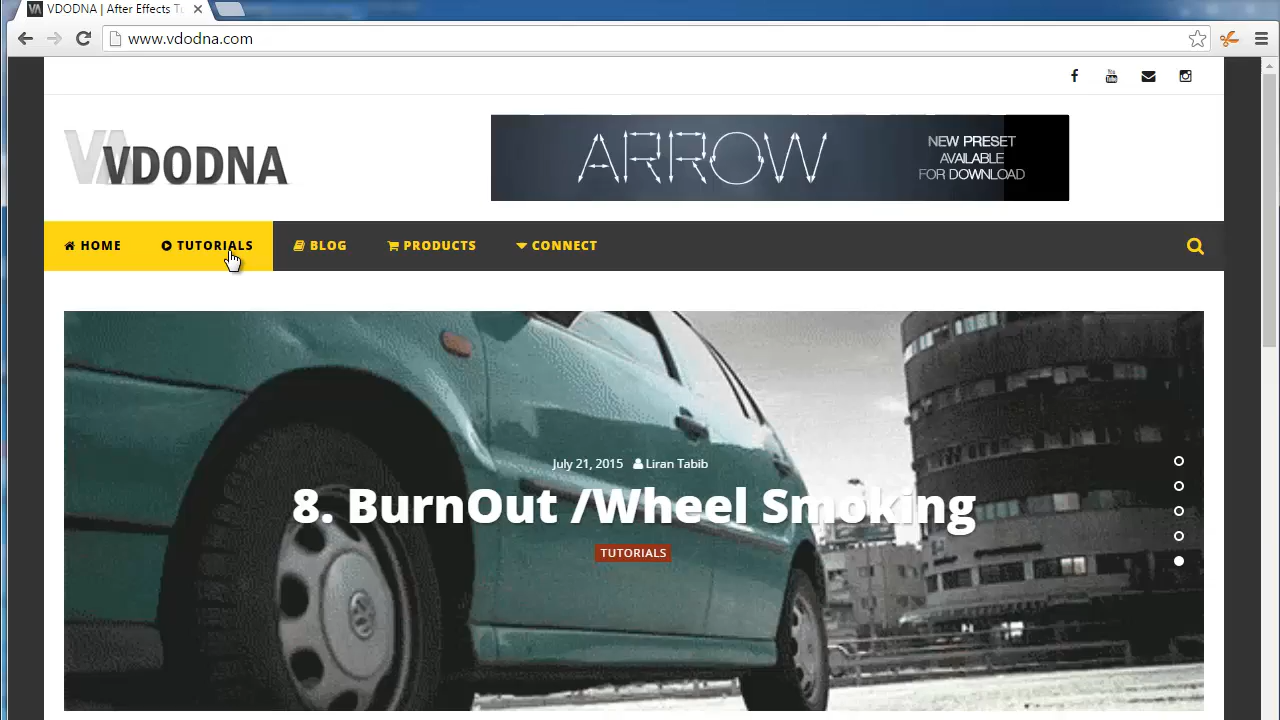 VDODNA | After Effects T
www.vdodna.com
VA VDODNA
ARROW
NEW PRESET
AVAILABLE
FOR DOWNLOAD
HOME TUTORIALS BLOG PRODUCTS CONNECT
July 21, 2015 Liran Tabib
8. BurnOut /Wheel Smoking
TUTORIALS